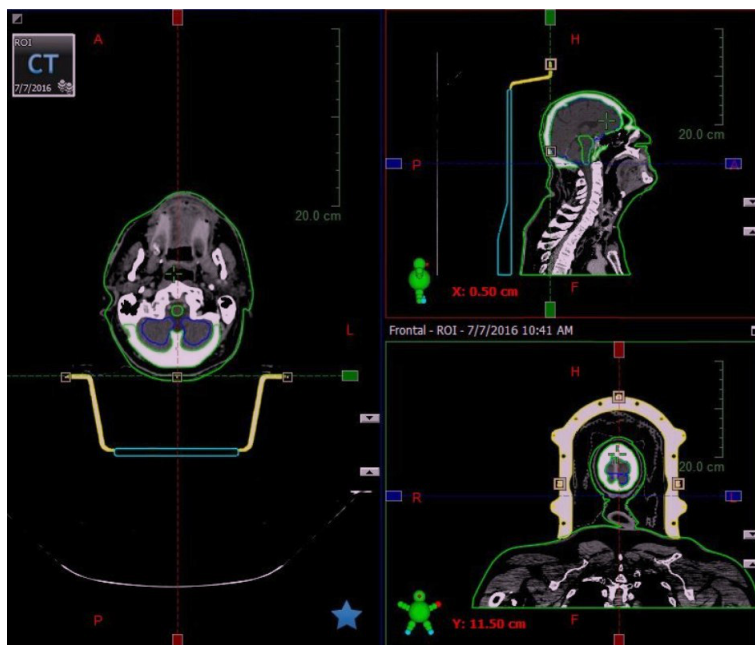 A
ROI
CT
7/7/2016
20.0 cm
L
P
H
P
20.0 cm
A
X: 0.50 cm
F
Frontal - ROI - 7/7/2016 10:41 AM
H
R
20.0 cm
L
Y: 11.50 cm
F